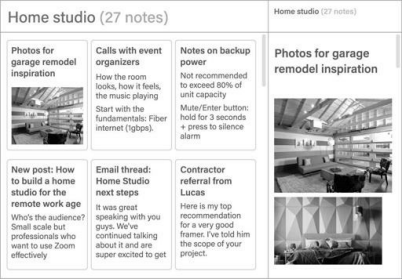 Home studio (27 notes)
Photos for
garage remodel
inspiration
Calls with event
organizers
How the room
looks, how it feels,
the music playing
Start with the
fundamentals: Fiber
internet (1gbps).
Notes on backup
power
Not recommended
to exceed 80% of
unit capacity
Mute/Enter button:
hold for 3 seconds
+ press to silence
alarm
New post: How
to build a home
studio for the
remote work age
Who's the audience?
Small scale but
professionals who
want to use Zoom
effectively
Email thread:
Home Studio
next steps
It was great
speaking with you
guys. We've
continued talking
about it and are
super excited to get
Contractor
referral from
Lucas
Here is my top
recommendation
for a very good
framer. I've told him
the scope of your
project.
Home studio (27 notes)
Photos for garage
remodel inspiration